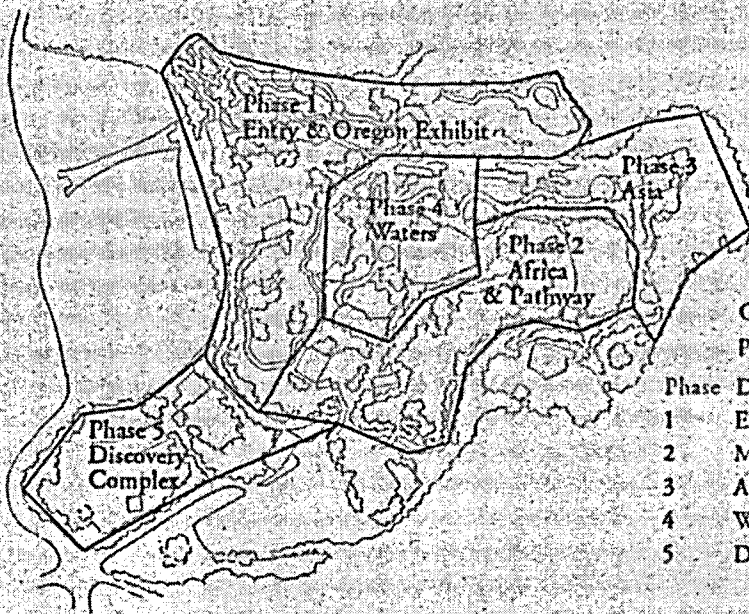 Phase 1
Entry & Oregon Exhibit
Phase 3
Asia
Phase 4
Waters
Phase 2
Africa
& Pathway
Phase 5
Discovery
Complex
Phase D
1 E
2 M
3 A
4 W
5 D